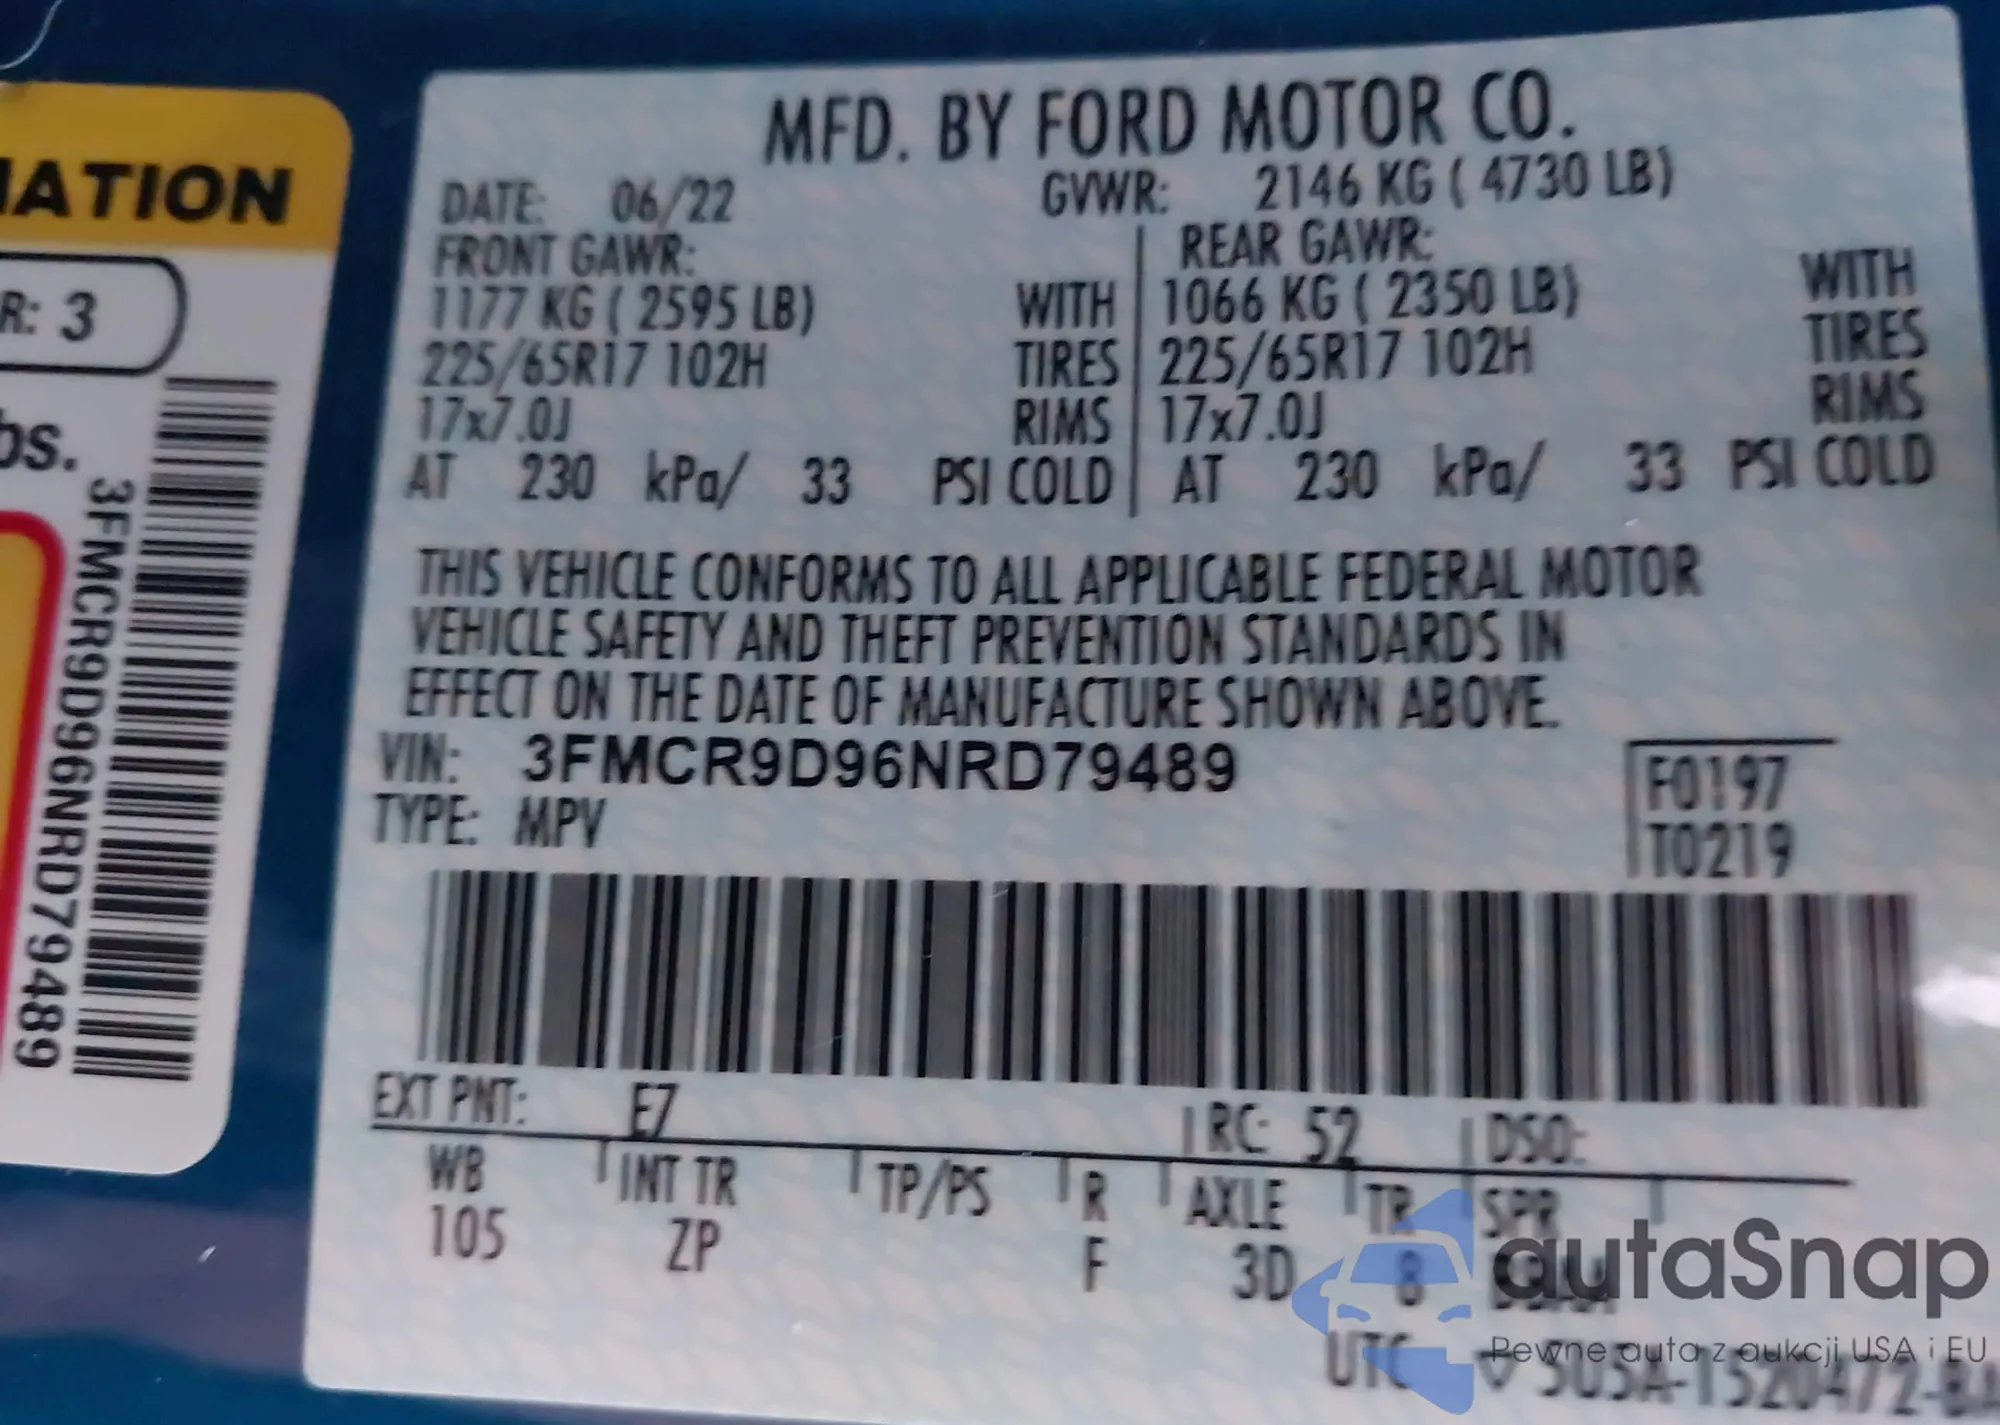 MATION
R: 3
bs.
3FMCR9D96NRD79489
MFD. BY FORD MOTOR CO.
DATE: 06/22 GVWR: 2146 KG ( 4730 LB)
FRONT GAWR: REAR GAWR:
1177 KG ( 2595 LB) WITH 1066 KG ( 2350 LB) WITH
225/65R17 102H TIRES 225/65R17 102H TIRES
17x7.0J RIMS 17x7.0J RIMS
AT 230 kPa/ 33 PSI COLD AT 230 kPa/ 33 PSI COLD
THIS VEHICLE CONFORMS TO ALL APPLICABLE FEDERAL MOTOR
VEHICLE SAFETY AND THEFT PREVENTION STANDARDS IN
EFFECT ON THE DATE OF MANUFACTURE SHOWN ABOVE.
VIN: 3FMCR9D96NRD79489
TYPE: MPV
F0197
T0219
EXT PNT: E7 RC: 52 DSO:
WB INT TR TP/PS R AXLE TR SPR
105 ZP F 3D 8
autaSnap
Pewne auta z aukcji USA i EU
UTC